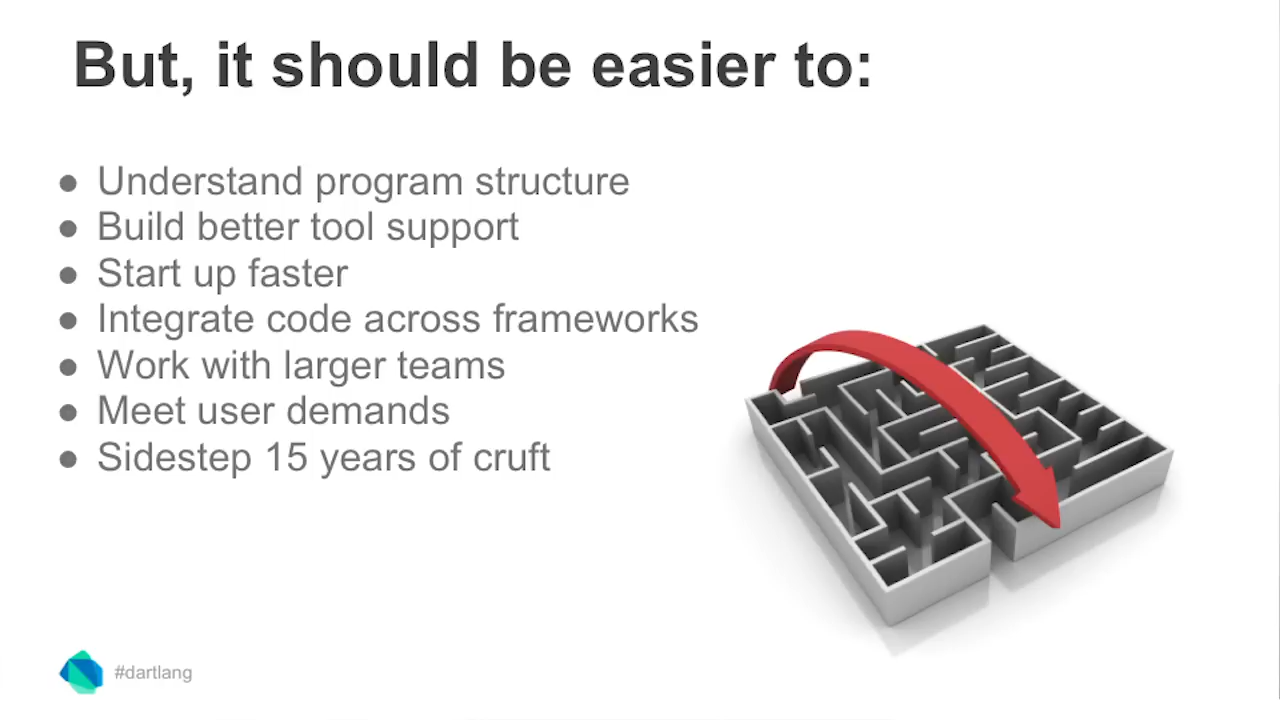 But, it should be easier to:
● Understand program structure
● Build better tool support
● Start up faster
● Integrate code across frameworks
● Work with larger teams
● Meet user demands
● Sidestep 15 years of cruft
#dartlang